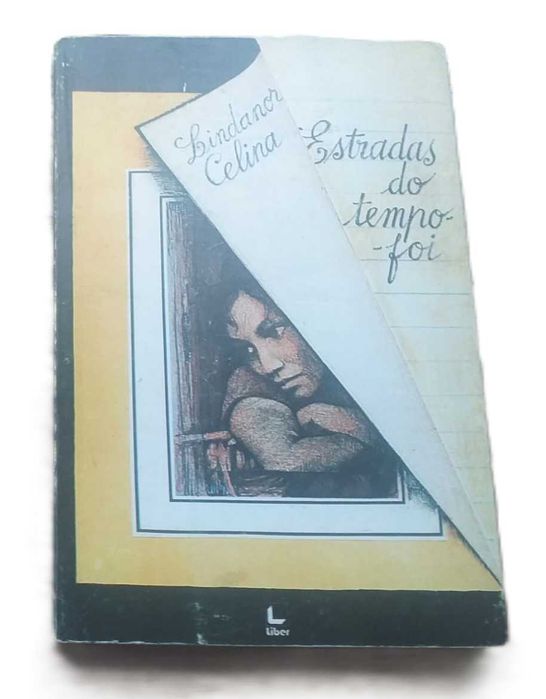 Lindanor
Celina
Estradas
do
tempo-
-foi
L
Liber